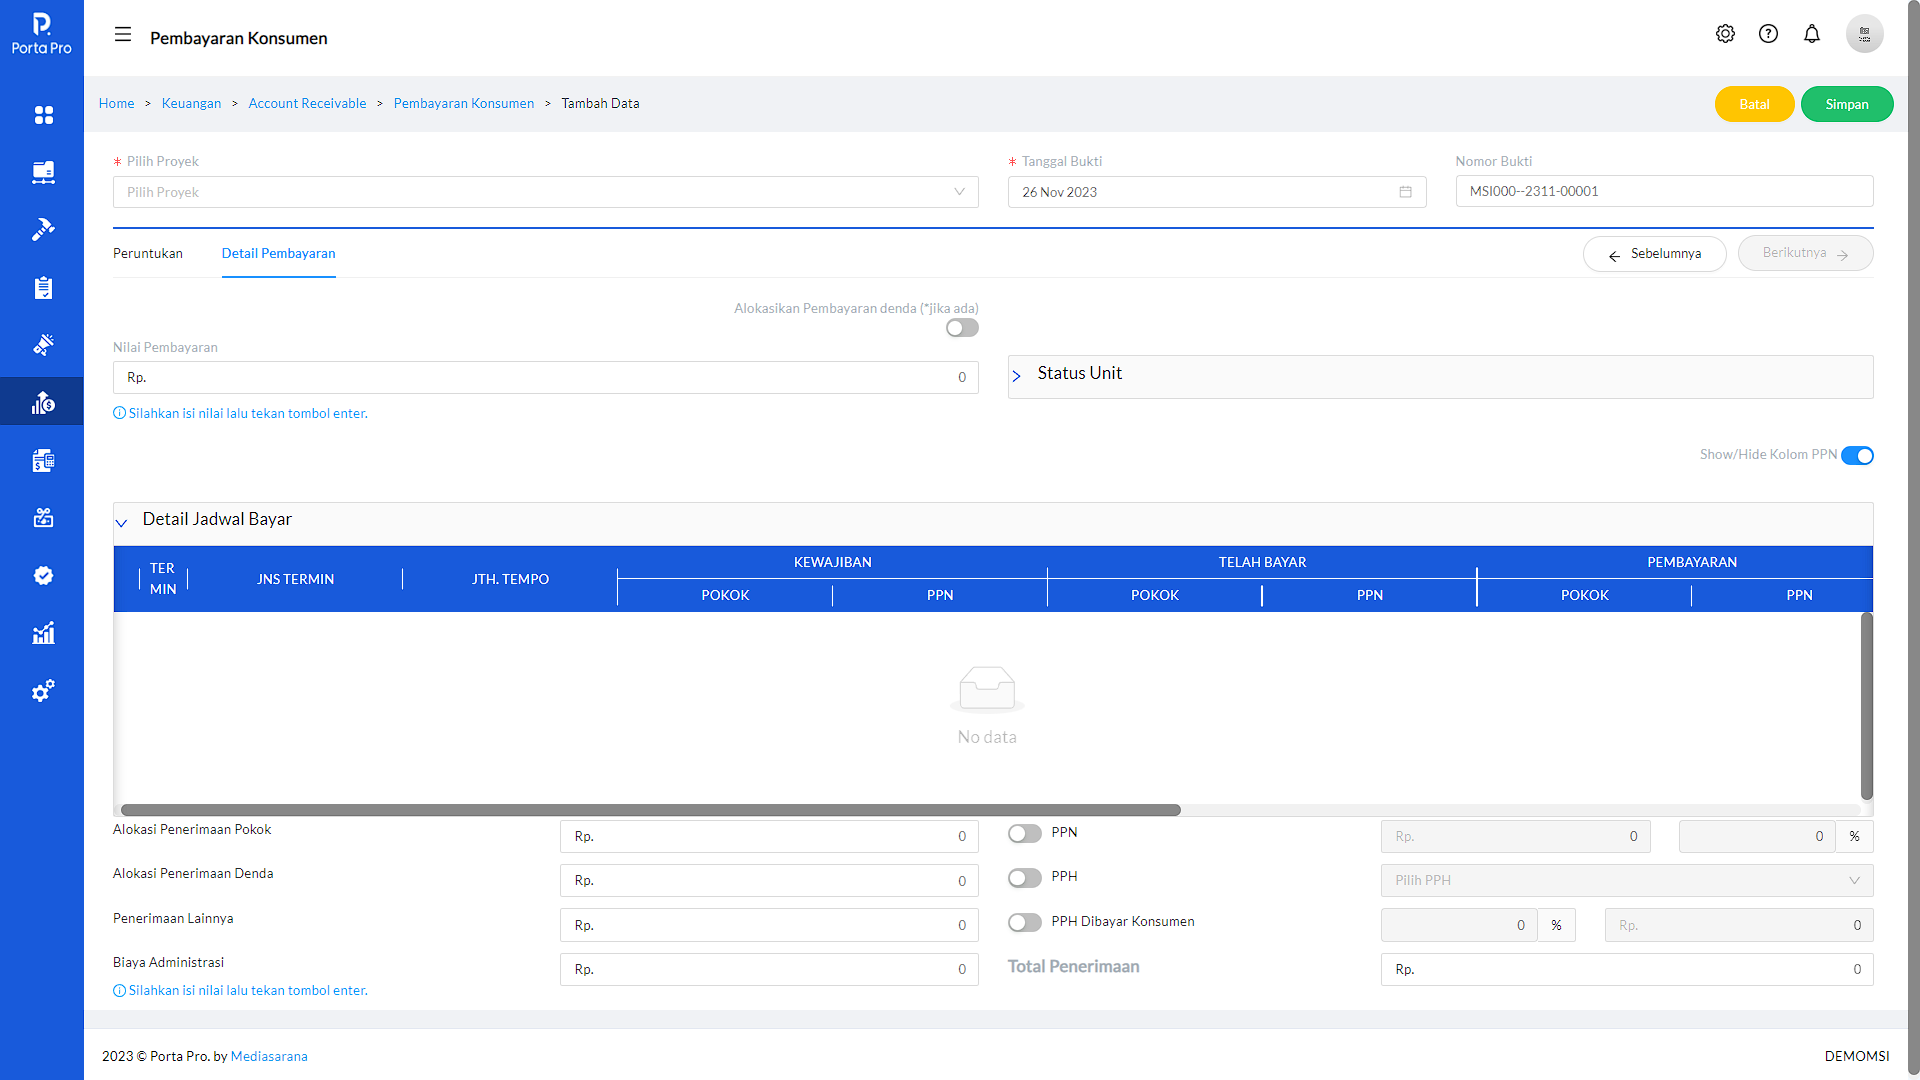 Porta Pro
Pembayaran Konsumen
Home > Keuangan > Account Receivable > Pembayaran Konsumen > Tambah Data
Batal
Simpan
* Pilih Proyek
Pilih Proyek
* Tanggal Bukti
26 Nov 2023
Nomor Bukti
MSI000--2311-00001
Peruntukan
Detail Pembayaran
Sebelumnya
Berikutnya
Alokasikan Pembayaran denda (*jika ada)
Nilai Pembayaran
Rp. 0
Silahkan isi nilai lalu tekan tombol enter.
Status Unit
Show/Hide Kolom PPN
Detail Jadwal Bayar
TER
MIN
JNS TERMIN
JTH. TEMPO
KEWAJIBAN
TELAH BAYAR
PEMBAYARAN
POKOK
PPN
POKOK
PPN
POKOK
PPN
No data
Alokasi Penerimaan Pokok
Rp. 0
PPN
Rp. 0
0 %
Alokasi Penerimaan Denda
Rp. 0
PPH
Pilih PPH
Penerimaan Lainnya
Rp. 0
PPH Dibayar Konsumen
0 %
Rp. 0
Biaya Administrasi
Rp. 0
Silahkan isi nilai lalu tekan tombol enter.
Total Penerimaan
Rp. 0
2023 © Porta Pro. by Mediasarana
DEMOMSI